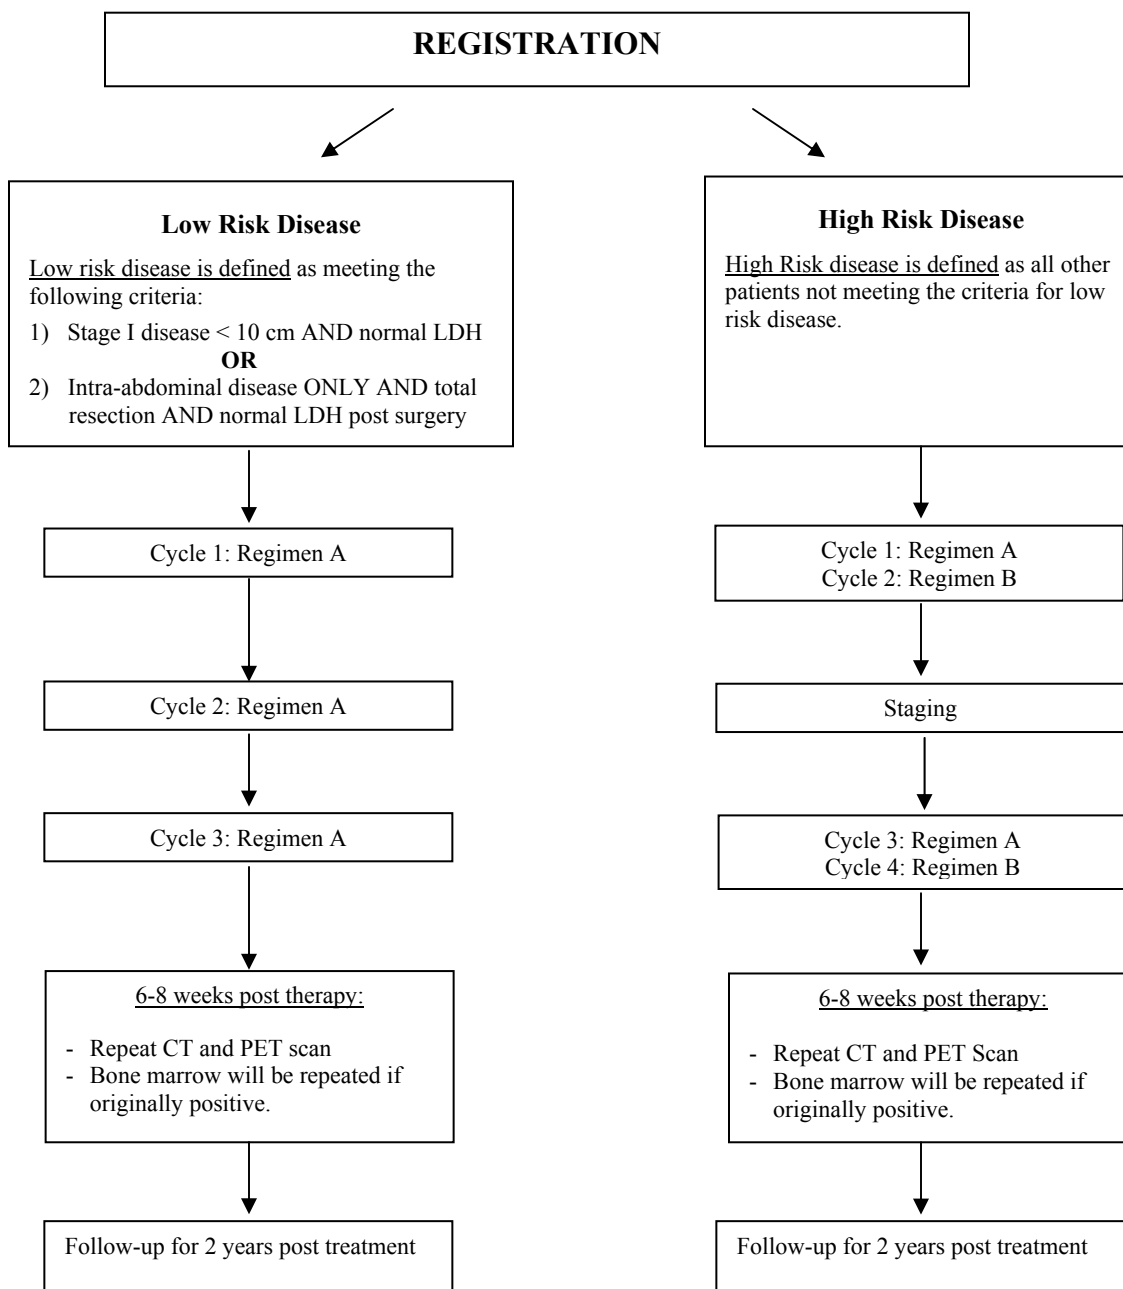 REGISTRATION
Low Risk Disease
Low risk disease is defined as meeting the
following criteria:
1) Stage I disease < 10 cm AND normal LDH
OR
2) Intra-abdominal disease ONLY AND total
resection AND normal LDH post surgery
High Risk Disease
High Risk disease is defined as all other
patients not meeting the criteria for low
risk disease.
Cycle 1: Regimen A
Cycle 2: Regimen A
Cycle 3: Regimen A
6-8 weeks post therapy:
- Repeat CT and PET scan
- Bone marrow will be repeated if
originally positive.
Follow-up for 2 years post treatment
Cycle 1: Regimen A
Cycle 2: Regimen B
Staging
Cycle 3: Regimen A
Cycle 4: Regimen B
6-8 weeks post therapy:
- Repeat CT and PET Scan
- Bone marrow will be repeated if
originally positive.
Follow-up for 2 years post treatment